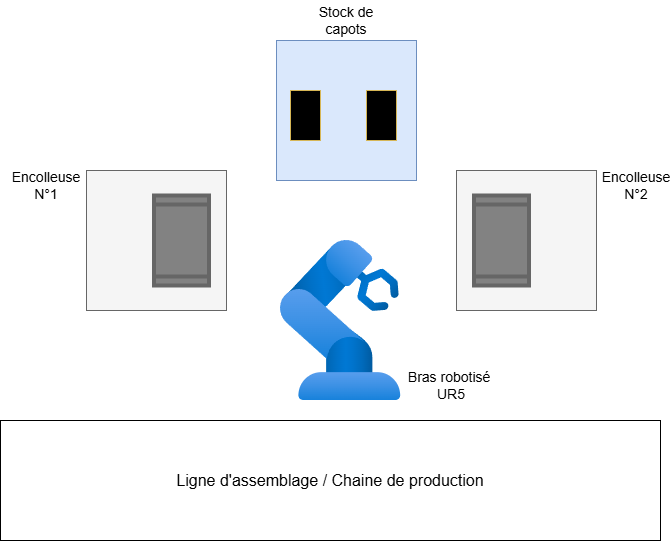 Stock de
capots
Encolleuse
N°1
Encolleuse
N°2
Bras robotisé
UR5
Ligne d'assemblage / Chaine de production